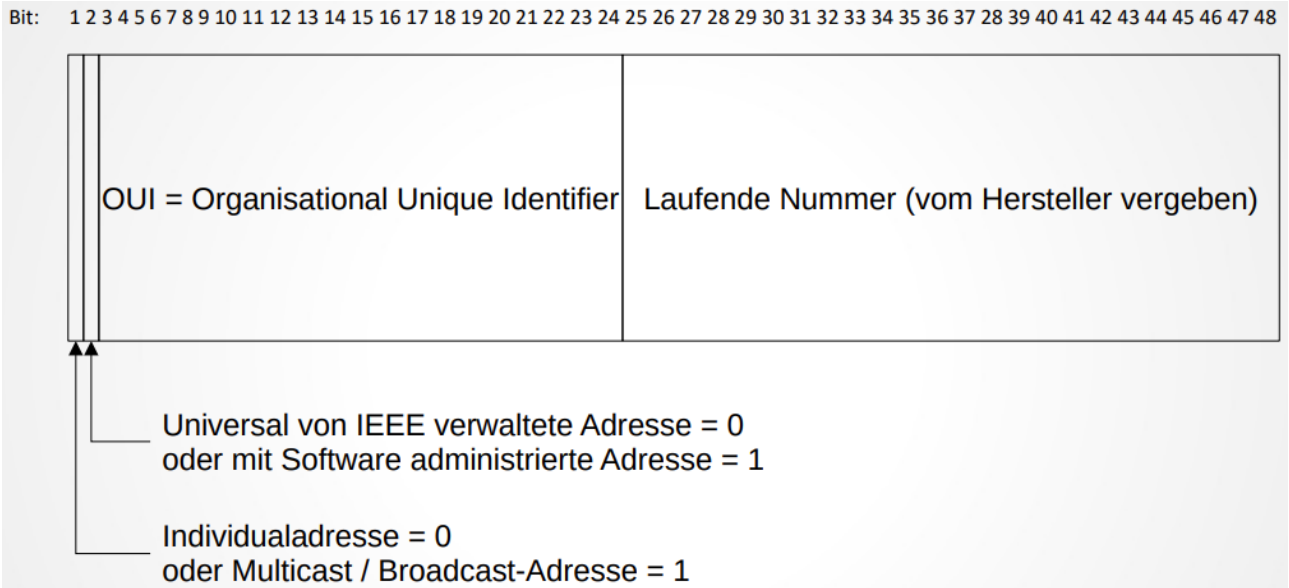 Bit: 1 2 3 4 5 6 7 8 9 10 11 12 13 14 15 16 17 18 19 20 21 22 23 24 25 26 27 28 29 30 31 32 33 34 35 36 37 28 39 40 41 42 43 44 45 46 47 48
OUI = Organisational Unique Identifier
Laufende Nummer (vom Hersteller vergeben)
Universal von IEEE verwaltete Adresse = 0
oder mit Software administrierte Adresse = 1
Individualadresse = 0
oder Multicast / Broadcast-Adresse = 1